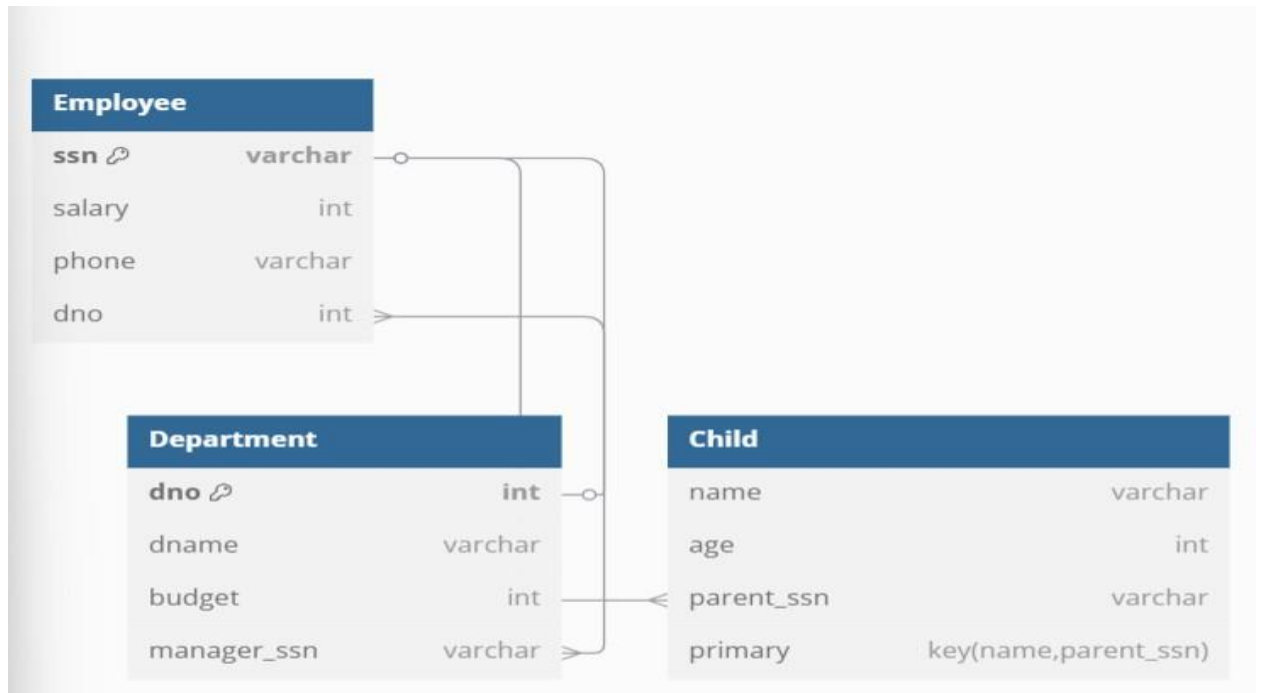 Employee
ssn varchar
salary int
phone varchar
dno int
Department
dno int
dname varchar
budget int
manager_ssn varchar
Child
name varchar
age int
parent_ssn varchar
primary key(name,parent_ssn)